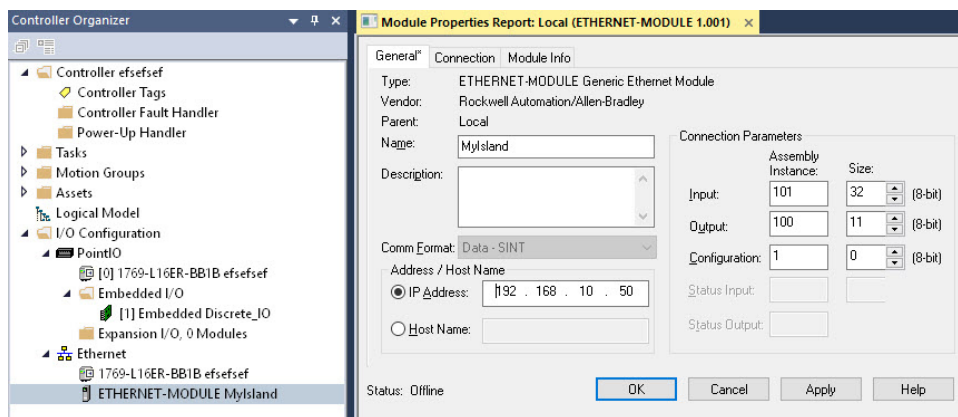 Controller Organizer
Controller efsefsef
Controller Tags
Controller Fault Handler
Power-Up Handler
Tasks
Motion Groups
Assets
Logical Model
I/O Configuration
PointIO
[0] 1769-L16ER-BB1B efsefsef
Embedded I/O
[1] Embedded Discrete_IO
Expansion I/O, 0 Modules
Ethernet
1769-L16ER-BB1B efsefsef
ETHERNET-MODULE MyIsland
Module Properties Report: Local (ETHERNET-MODULE 1.001)
General* Connection Module Info
Type: ETHERNET-MODULE Generic Ethernet Module
Vendor: Rockwell Automation/Allen-Bradley
Parent: Local
Name: MyIsland
Description:
Comm Format: Data - SINT
Address / Host Name
IP Address: 192 . 168 . 10 . 50
Host Name:
Connection Parameters
Assembly
Instance: Size:
Input: 101 32 (8-bit)
Output: 100 11 (8-bit)
Configuration: 1 0 (8-bit)
Status Input:
Status Output:
Status: Offline
OK Cancel Apply Help